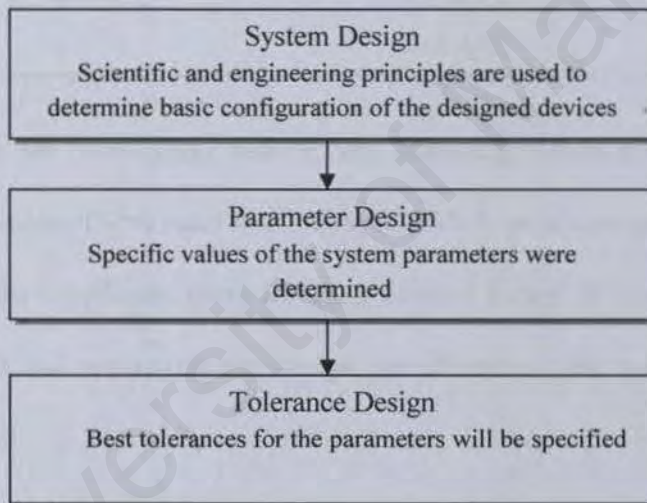 System Design
Scientific and engineering principles are used to
determine basic configuration of the designed devices
Parameter Design
Specific values of the system parameters were
determined
Tolerance Design
Best tolerances for the parameters will be specified